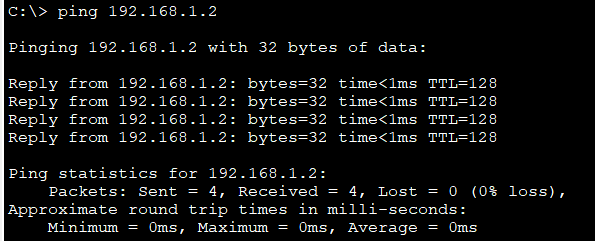 C:\> ping 192.168.1.2
Pinging 192.168.1.2 with 32 bytes of data:
Reply from 192.168.1.2: bytes=32 time<1ms TTL=128
Reply from 192.168.1.2: bytes=32 time<1ms TTL=128
Reply from 192.168.1.2: bytes=32 time<1ms TTL=128
Reply from 192.168.1.2: bytes=32 time<1ms TTL=128
Ping statistics for 192.168.1.2:
Packets: Sent = 4, Received = 4, Lost = 0 (0% loss),
Approximate round trip times in milli-seconds:
Minimum = 0ms, Maximum = 0ms, Average = 0ms